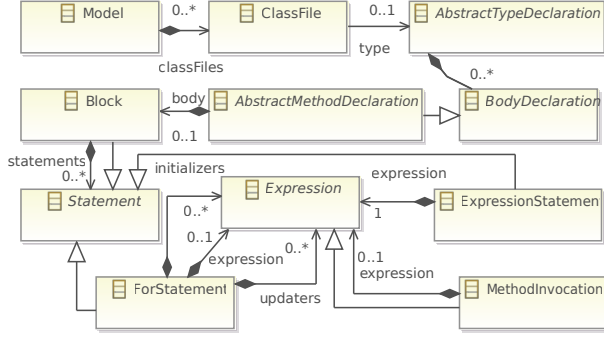 Model
0..*
ClassFile
0..1
AbstractTypeDeclaration
classFiles
type
0..*
Block
body
AbstractMethodDeclaration
BodyDeclaration
0..1
statements
0..*
initializers
expression
Statement
Expression
1
ExpressionStatemen
0..*
0..1
expression
0..*
0..1
expression
ForStatement
updaters
MethodInvocation